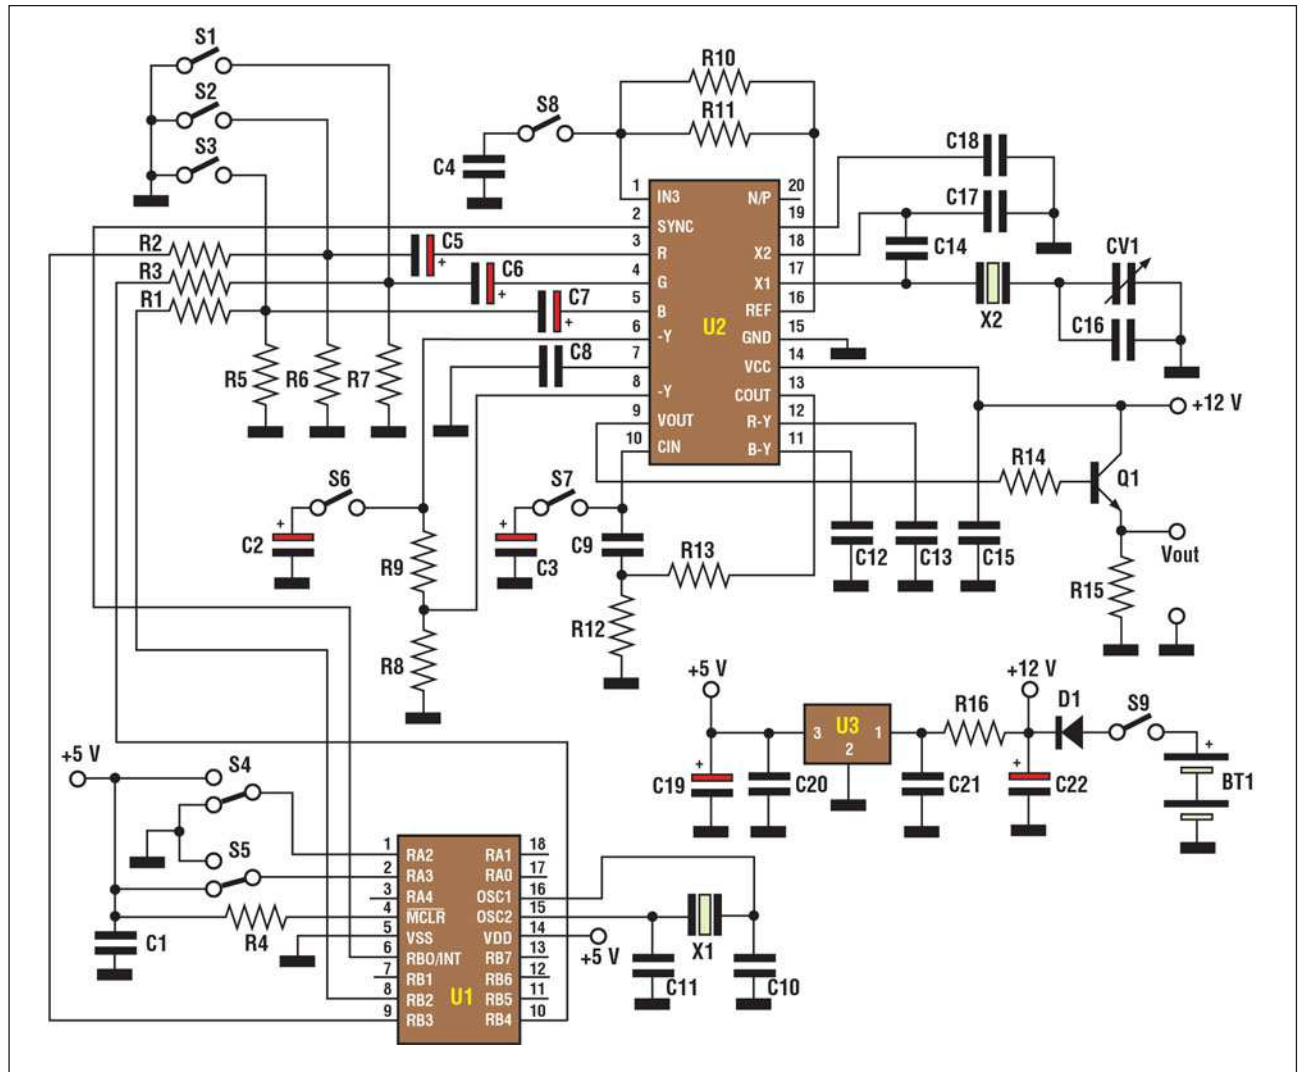 S1
S2
S3
S8
R10
R11
C4
C18
C17
C14
CV1
X2
C16
R2
R3
R1
C5
+
C6
+
C7
+
C8
R5
R6
R7
1 IN3
2 SYNC
3 R
4 G
5 B
6 -Y
7
8 -Y
9 VOUT
10 CIN
U2
N/P 20
19
X2 18
X1 17
REF 16
GND 15
VCC 14
COUT 13
R-Y 12
B-Y 11
+12 V
R14
Q1
Vout
R15
S6
+
C2
R9
R8
S7
+
C3
C9
R13
R12
C12
C13
C15
+5 V
+12 V
3 U3 1
2
R16
D1
S9
+
BT1
+
C19
C20
C21
+
C22
+5 V
S4
S5
R4
C1
1 RA2
2 RA3
3 RA4
4 MCLR
5 VSS
6 RB0/INT
7 RB1
8 RB2
9 RB3
U1
RA1 18
RA0 17
OSC1 16
OSC2 15
VDD 14
RB7 13
RB6 12
RB5 11
RB4 10
+5 V
X1
C11
C10